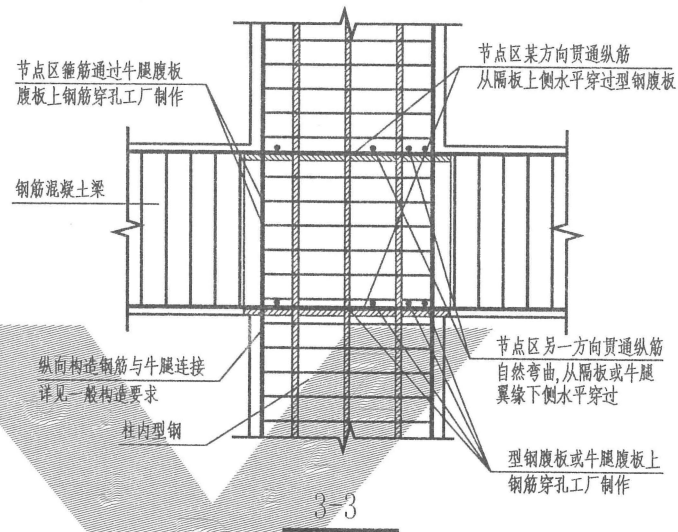 节点区箍筋通过牛腿腹板
腹板上钢筋穿孔工厂制作
节点区某方向贯通纵筋
从隔板上侧水平穿过型钢腹板
钢筋混凝土梁
纵向构造钢筋与牛腿连接
详见一般构造要求
柱内型钢
节点区另一方向贯通纵筋
自然弯曲,从隔板或牛腿
翼缘下侧水平穿过
型钢腹板或牛腿腹板上
钢筋穿孔工厂制作
3-3